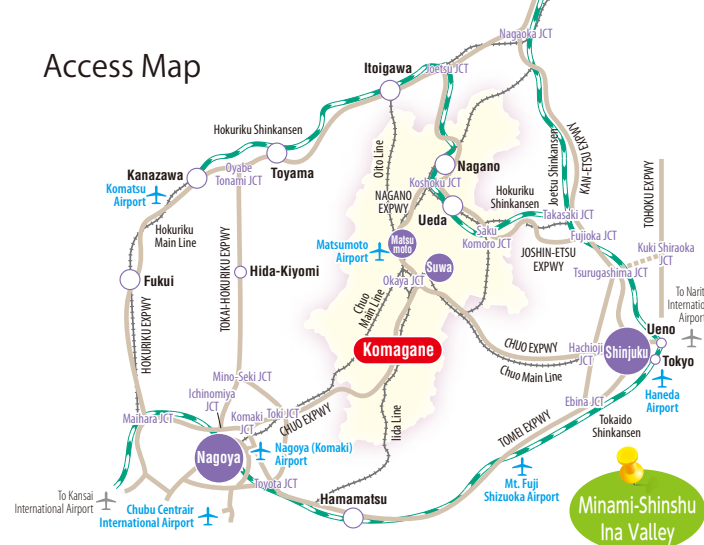 Access Map
Nagaoka JCT
Itoigawa
Joetsu JCT
Hokuriku Shinkansen
Toyama
Kanazawa
Oyabe
Tonami JCT
Komatsu
Airport
Oito Line
Nagano
NAGANO
EXPWY
Koshoku JCT
Hokuriku
Shinkansen
Joetsu Shinkansen
KAN-ETSU EXPWY
TOHOKU EXPWY
Ueda
Takasaki JCT
Saku
Komoro JCT
Fujioka JCT
JOSHIN-ETSU
EXPWY
Kuki Shiraoka
JCT
Tsurugashima JCT
Hokuriku
Main Line
Matsumoto
Airport
Matsu
moto
Suwa
Okaya JCT
Fukui
TOKAI-HOKURIKU EXPWY
Hida-Kiyomi
HOKURIKU EXPWY
Chuo
Main Line
To Narit
Internatio
Airport
Ueno
Komagane
CHUO EXPWY
Chuo Main Line
Hachioji
JCT
Shinjuku
Tokyo
Haneda
Airport
Mino-Seki JCT
Ichinomiya
JCT
Maihara JCT
Komaki
JCT
Toki JCT
CHUO EXPWY
Iida Line
Ebina JCT
TOMEI EXPWY
Tokaido
Shinkansen
Nagoya
Nagoya (Komaki)
Airport
Toyota JCT
Mt. Fuji
Shizuoka Airport
Hamamatsu
To Kansai
International Airport
Chubu Centrair
International Airport
Minami-Shinshu
Ina Valley